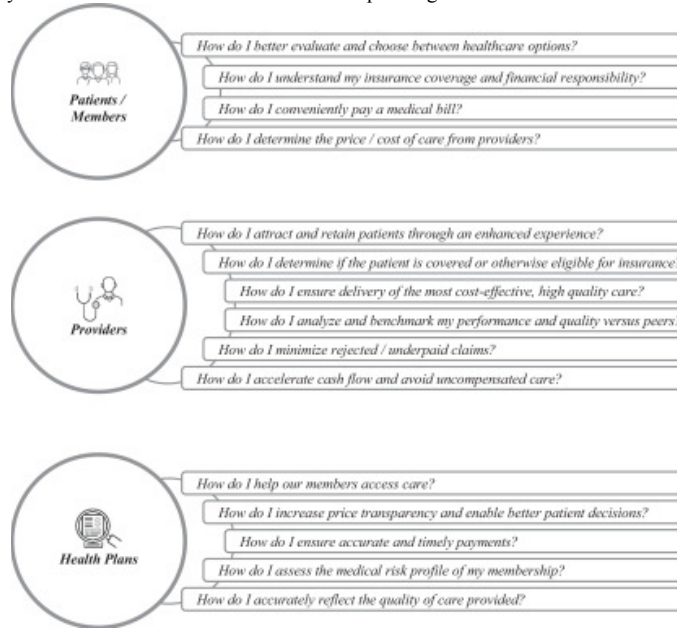 Patients /
Members
How do I better evaluate and choose between healthcare options?
How do I understand my insurance coverage and financial responsibility?
How do I conveniently pay a medical bill?
How do I determine the price / cost of care from providers?
Providers
How do I attract and retain patients through an enhanced experience?
How do I determine if the patient is covered or otherwise eligible for insurance?
How do I ensure delivery of the most cost-effective, high quality care?
How do I analyze and benchmark my performance and quality versus peers?
How do I minimize rejected / underpaid claims?
How do I accelerate cash flow and avoid uncompensated care?
Health Plans
How do I help our members access care?
How do I increase price transparency and enable better patient decisions?
How do I ensure accurate and timely payments?
How do I assess the medical risk profile of my membership?
How do I accurately reflect the quality of care provided?